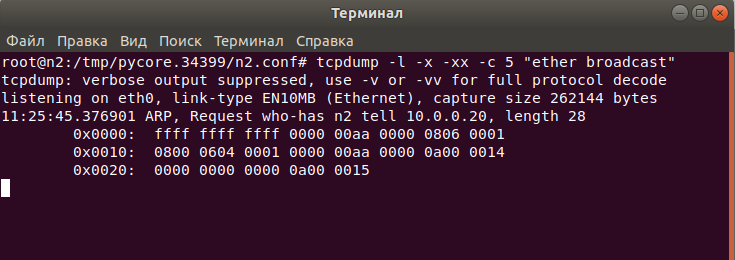 Терминал
Файл Правка Вид Поиск Терминал Справка
root@n2:/tmp/pycore.34399/n2.conf# tcpdump -l -x -xx -c 5 "ether broadcast"
tcpdump: verbose output suppressed, use -v or -vv for full protocol decode
listening on eth0, link-type EN10MB (Ethernet), capture size 262144 bytes
11:25:45.376901 ARP, Request who-has n2 tell 10.0.0.20, length 28
0x0000:  ffff ffff ffff 0000 00aa 0000 0806 0001
0x0010:  0800 0604 0001 0000 00aa 0000 0a00 0014
0x0020:  0000 0000 0000 0a00 0015